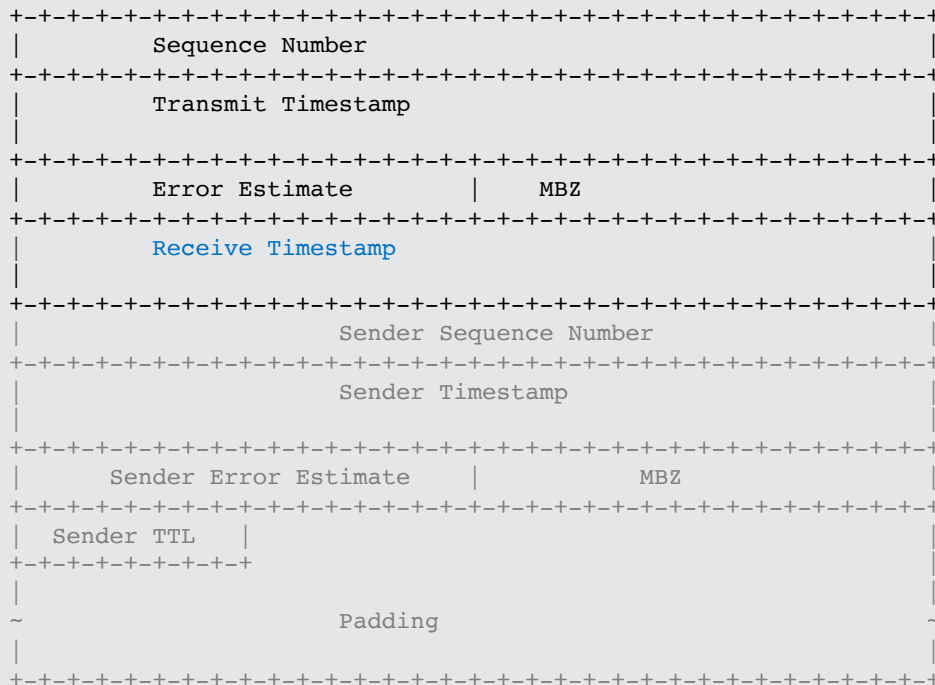 +-+-+-+-+-+-+-+-+-+-+-+-+-+-+-+-+-+-+-+-+-+-+-+-+-+-+-+-+-+-+-+-+-+
|         Sequence Number                                       |
+-+-+-+-+-+-+-+-+-+-+-+-+-+-+-+-+-+-+-+-+-+-+-+-+-+-+-+-+-+-+-+-+-+
|         Transmit Timestamp                                    |
|                                                               |
+-+-+-+-+-+-+-+-+-+-+-+-+-+-+-+-+-+-+-+-+-+-+-+-+-+-+-+-+-+-+-+-+-+
|         Error Estimate        |    MBZ                        |
+-+-+-+-+-+-+-+-+-+-+-+-+-+-+-+-+-+-+-+-+-+-+-+-+-+-+-+-+-+-+-+-+-+
|         Receive Timestamp                                     |
|                                                               |
+-+-+-+-+-+-+-+-+-+-+-+-+-+-+-+-+-+-+-+-+-+-+-+-+-+-+-+-+-+-+-+-+-+
|                      Sender Sequence Number                   |
+-+-+-+-+-+-+-+-+-+-+-+-+-+-+-+-+-+-+-+-+-+-+-+-+-+-+-+-+-+-+-+-+-+
|                      Sender Timestamp                         |
|                                                               |
+-+-+-+-+-+-+-+-+-+-+-+-+-+-+-+-+-+-+-+-+-+-+-+-+-+-+-+-+-+-+-+-+-+
|      Sender Error Estimate    |           MBZ                 |
+-+-+-+-+-+-+-+-+-+-+-+-+-+-+-+-+-+-+-+-+-+-+-+-+-+-+-+-+-+-+-+-+-+
|  Sender TTL   |                                               |
+-+-+-+-+-+-+-+-+                                               |
|                                                               |
~                      Padding                                  ~
|                                                               |
+-+-+-+-+-+-+-+-+-+-+-+-+-+-+-+-+-+-+-+-+-+-+-+-+-+-+-+-+-+-+-+-+-+